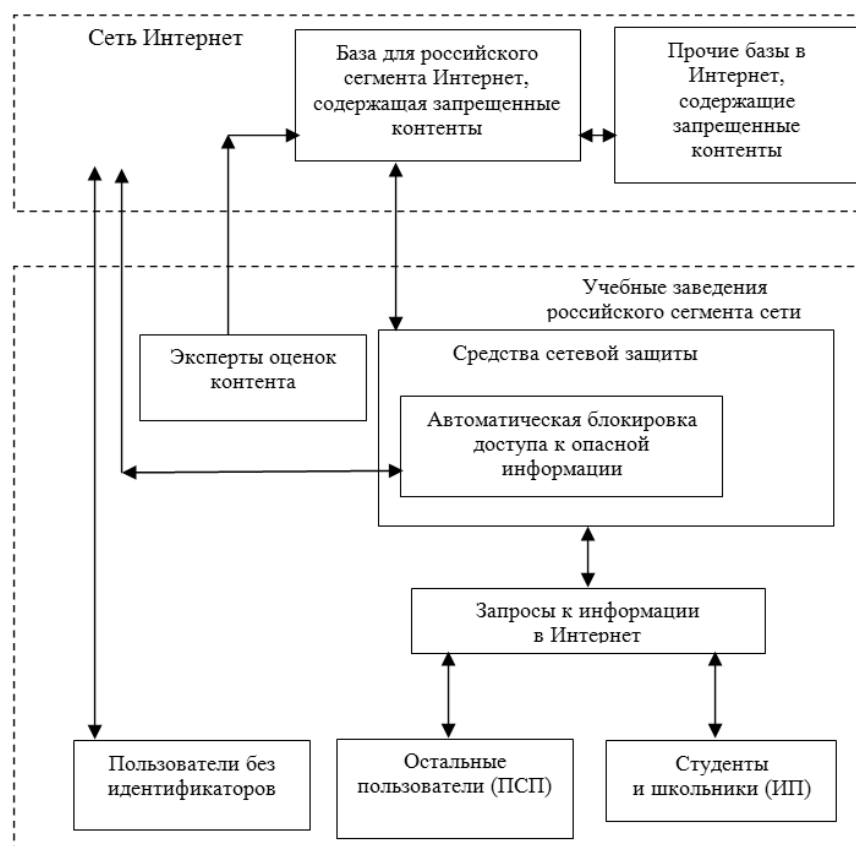 Сеть Интернет
База для российского
сегмента Интернет,
содержащая запрещенные
контенты
Прочие базы в
Интернет,
содержащие
запрещенные
контенты
Учебные заведения
российского сегмента сети
Эксперты оценок
контента
Средства сетевой защиты
Автоматическая блокировка
доступа к опасной
информации
Запросы к информации
в Интернет
Пользователи без
идентификаторов
Остальные
пользователи (ПСП)
Студенты
и школьники (ИП)